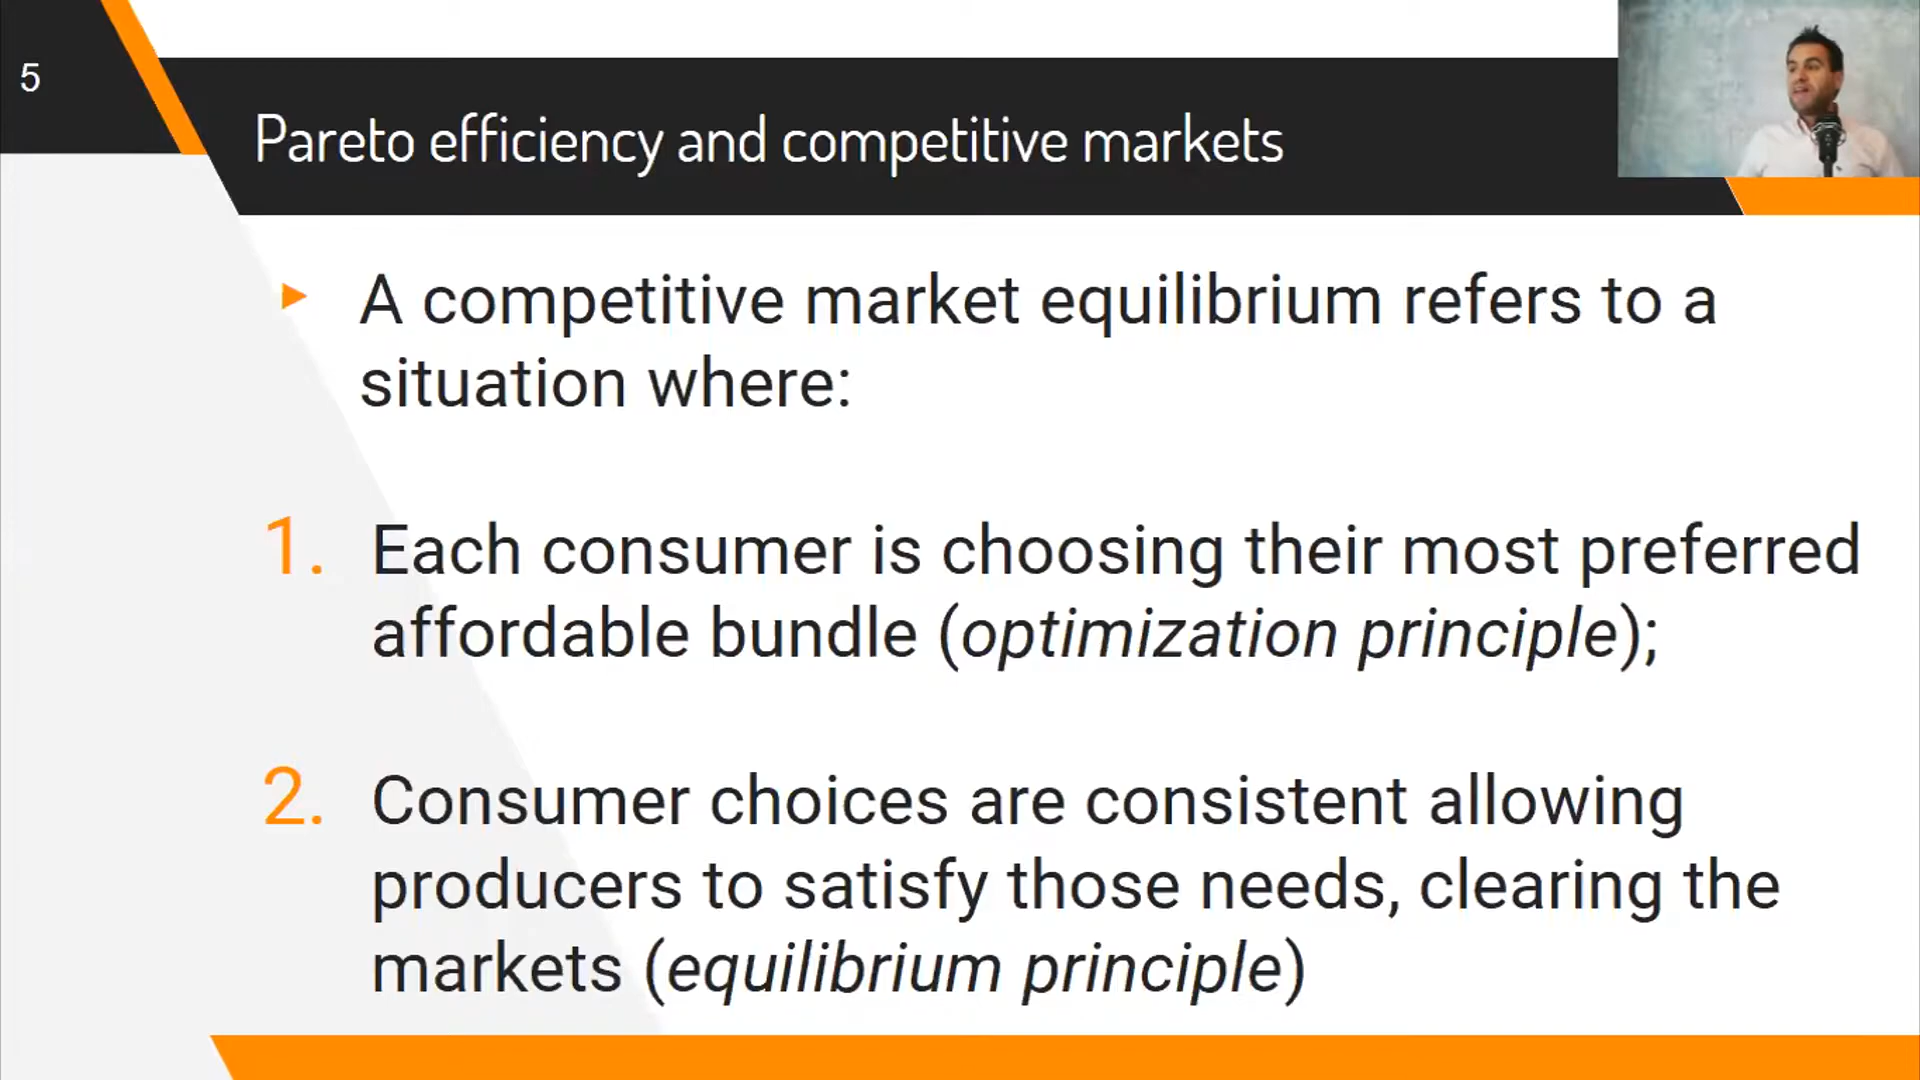 5
Pareto efficiency and competitive markets
A competitive market equilibrium refers to a
situation where:
1. Each consumer is choosing their most preferred
affordable bundle (optimization principle);
2. Consumer choices are consistent allowing
producers to satisfy those needs, clearing the
markets (equilibrium principle)